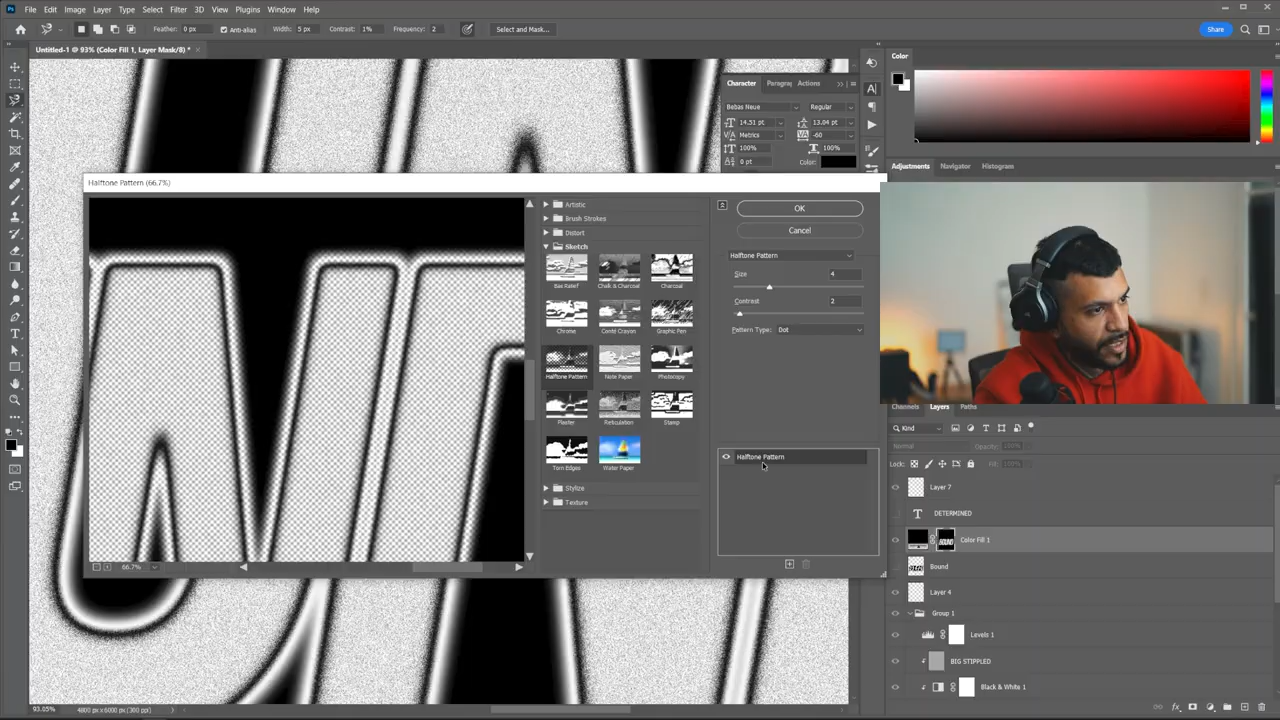 File Edit Image Layer Type Select Filter 3D View Plugins Window Help
Feather: 0 px Anti-alias Width: 5 px Contrast: 1% Frequency: 2 Select and Mask... Share
Untitled-1 @ 93% (Color Fill 1, Layer Mask/8) *
Color
Character Paragra Actions
Bebas Neue Regular
14.51 pt 13.04 pt
Metrics -60
100% 100%
0 pt Color:
Adjustments Navigator Histogram
Halftone Pattern (66.7%)
Artistic
Brush Strokes
Distort
Sketch
Bas Relief Chalk & Charcoal Charcoal
Chrome Conté Crayon Graphic Pen
Halftone Pattern Note Paper Photocopy
Plaster Reticulation Stamp
Torn Edges Water Paper
Stylize
Texture
66.7%
OK
Cancel
Halftone Pattern
Size 4
Contrast 2
Pattern Type: Dot
Halftone Pattern
Channels Layers Paths
Kind
Normal Opacity:
Lock: Fill:
Layer 7
DETERMINED
Color Fill 1
Bound
Layer 4
Group 1
Levels 1
BIG STIPPLED
Black & White 1
93.05% 4800 px x 6000 px (300 ppi)